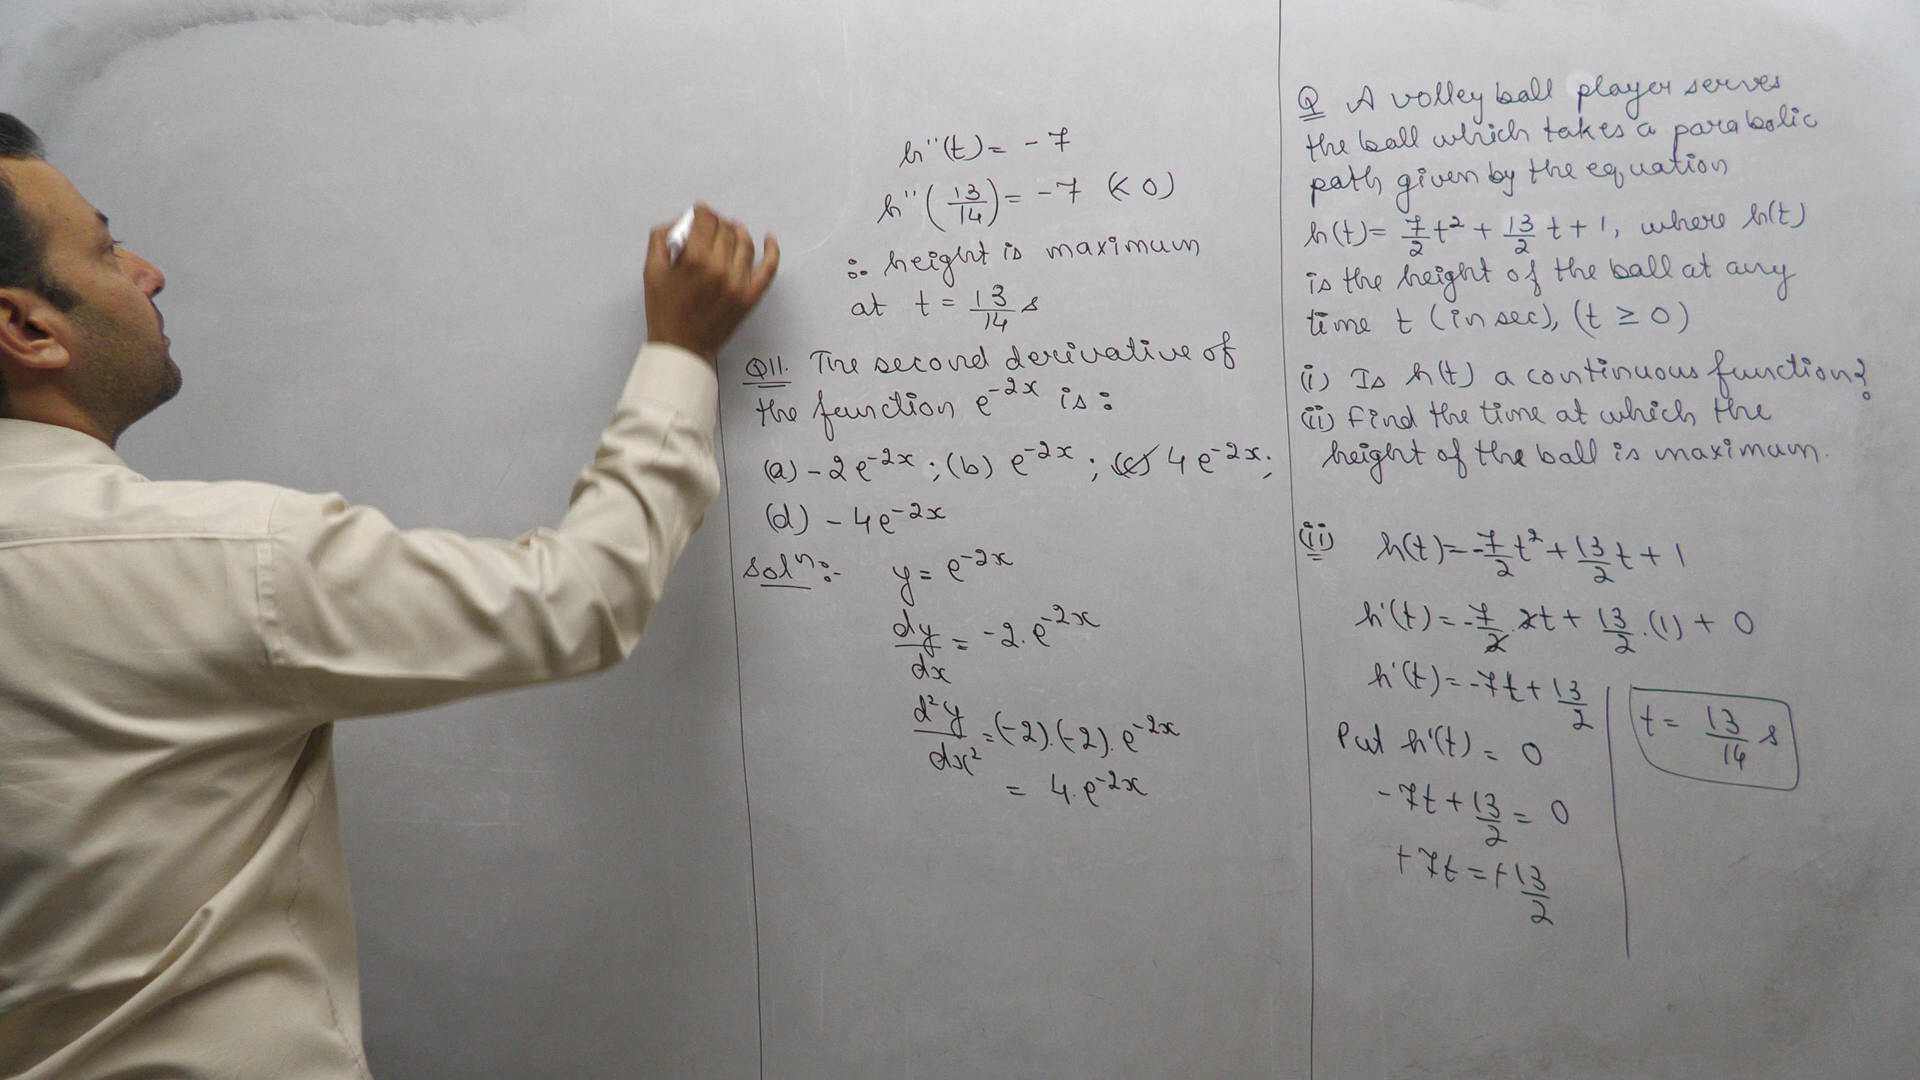 Q A volley ball player serves
the ball which takes a parabolic
path given by the equation
h(t) = 7/2 t² + 13/2 t + 1, where h(t)
is the height of the ball at any
time t (in sec), (t ≥ 0)
(i) Is h(t) a continuous function?
(ii) Find the time at which the
height of the ball is maximum.
(ii) h(t) = -7/2 t² + 13/2 t + 1
h'(t) = -7/2 . 2t + 13/2 . (1) + 0
h'(t) = -7t + 13/2
Put h'(t) = 0
-7t + 13/2 = 0
+7t = +13/2
t = 13/14 s
h''(t) = -7
h''(13/14) = -7 (< 0)
∴ height is maximum
at t = 13/14 s
Q11. The second derivative of
the function e^-2x is:
(a) -2e^-2x ; (b) e^-2x ; (c) 4e^-2x ;
(d) -4e^-2x
Solⁿ:- y = e^-2x
dy/dx = -2.e^-2x
d²y/dx² = (-2).(-2).e^-2x
= 4.e^-2x